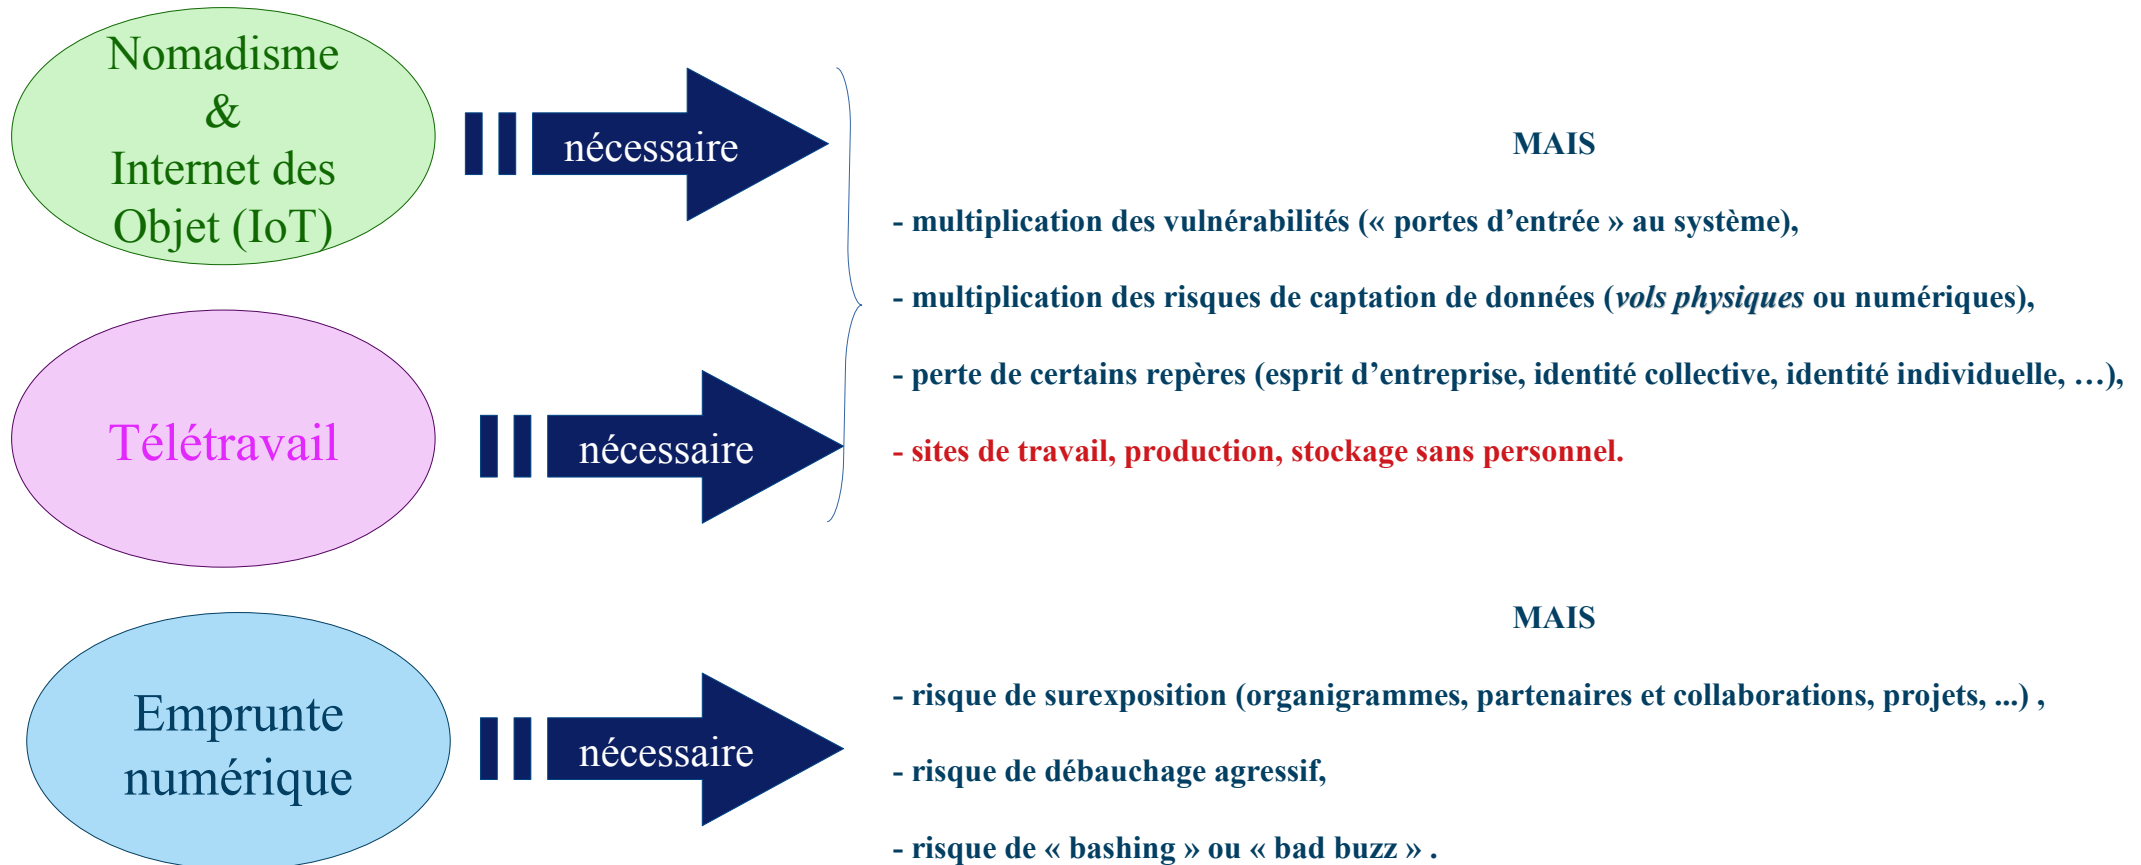 Nomadisme
&
Internet des
Objet (IoT)
nécessaire
MAIS
- multiplication des vulnérabilités (« portes d’entrée » au système),
- multiplication des risques de captation de données (vols physiques ou numériques),
- perte de certains repères (esprit d’entreprise, identité collective, identité individuelle, …),
- sites de travail, production, stockage sans personnel.
Télétravail
nécessaire
Emprunte
numérique
nécessaire
MAIS
- risque de surexposition (organigrammes, partenaires et collaborations, projets, ...) ,
- risque de débauchage agressif,
- risque de « bashing » ou « bad buzz » .